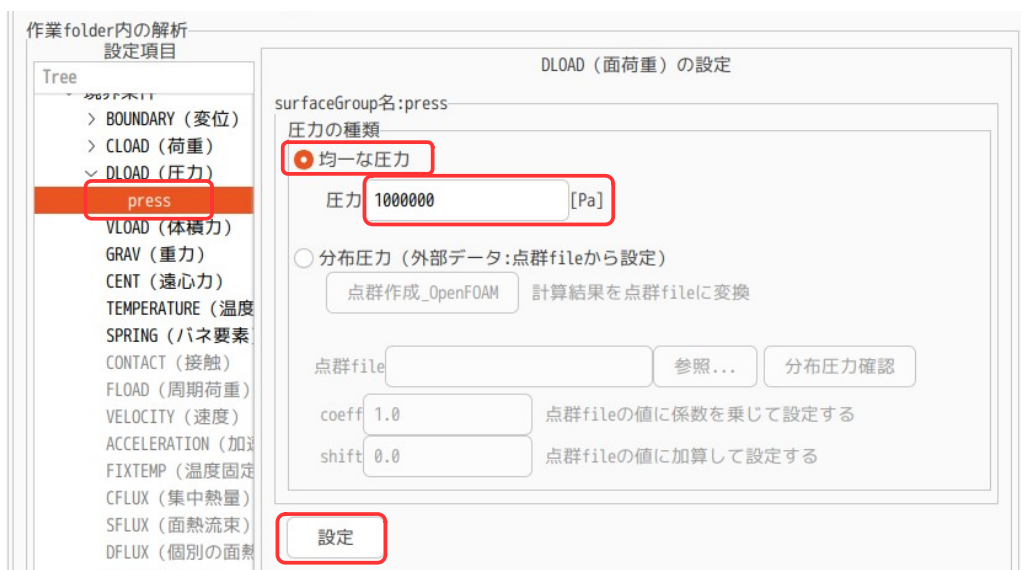 作業folder内の解析
設定項目
Tree
境界条件
BOUNDARY (変位)
CLOAD (荷重)
DLOAD (圧力)
press
VLOAD (体積力)
GRAV (重力)
CENT (遠心力)
TEMPERATURE (温度
SPRING (バネ要素)
CONTACT (接触)
FLOAD (周期荷重)
VELOCITY (速度)
ACCELERATION (加速
FIXTEMP (温度固定
CFLUX (集中熱量)
SFLUX (面熱流束)
DFLUX (個別の面熱
DLOAD (面荷重) の設定
surfaceGroup名:press
圧力の種類
均一な圧力
圧力 1000000 [Pa]
分布圧力 (外部データ:点群fileから設定)
点群作成_OpenFOAM 計算結果を点群fileに変換
点群file 参照... 分布圧力確認
coeff 1.0 点群fileの値に係数を乗じて設定する
shift 0.0 点群fileの値に加算して設定する
設定